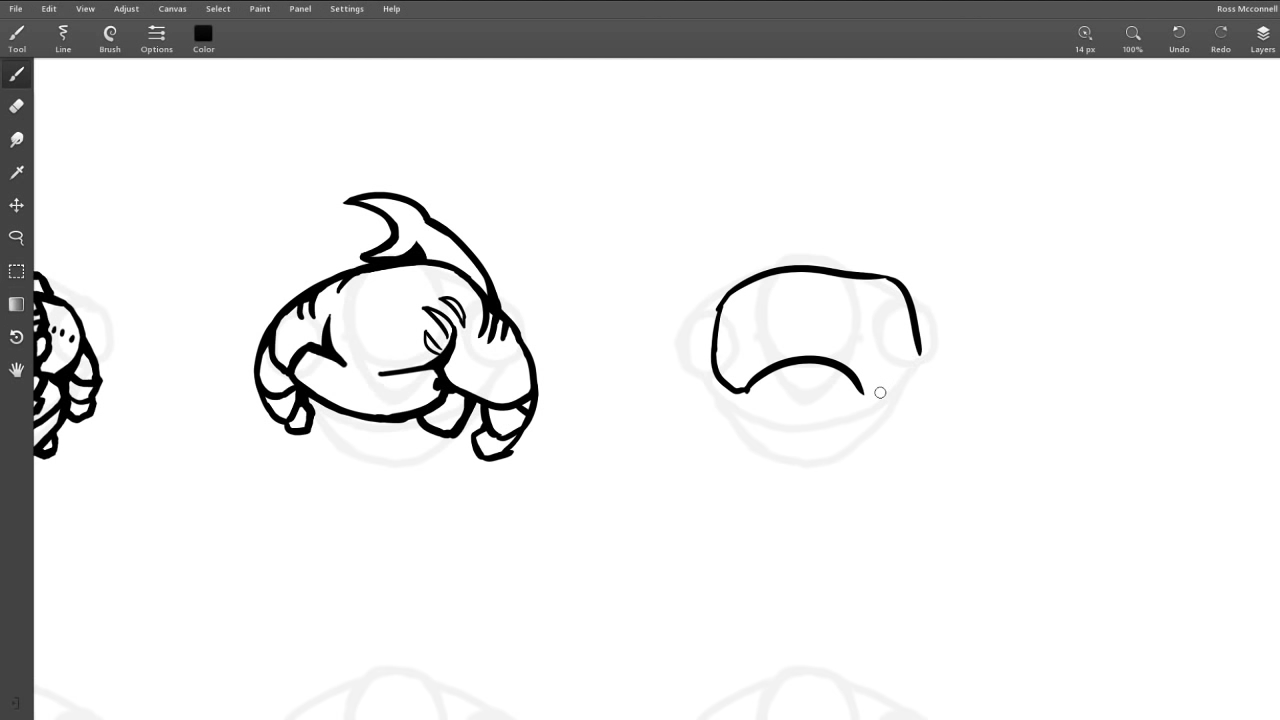 File Edit View Adjust Canvas Select Paint Panel Settings Help Ross Mcconnell
Tool Line Brush Options Color 14 px 100% Undo Redo Layers